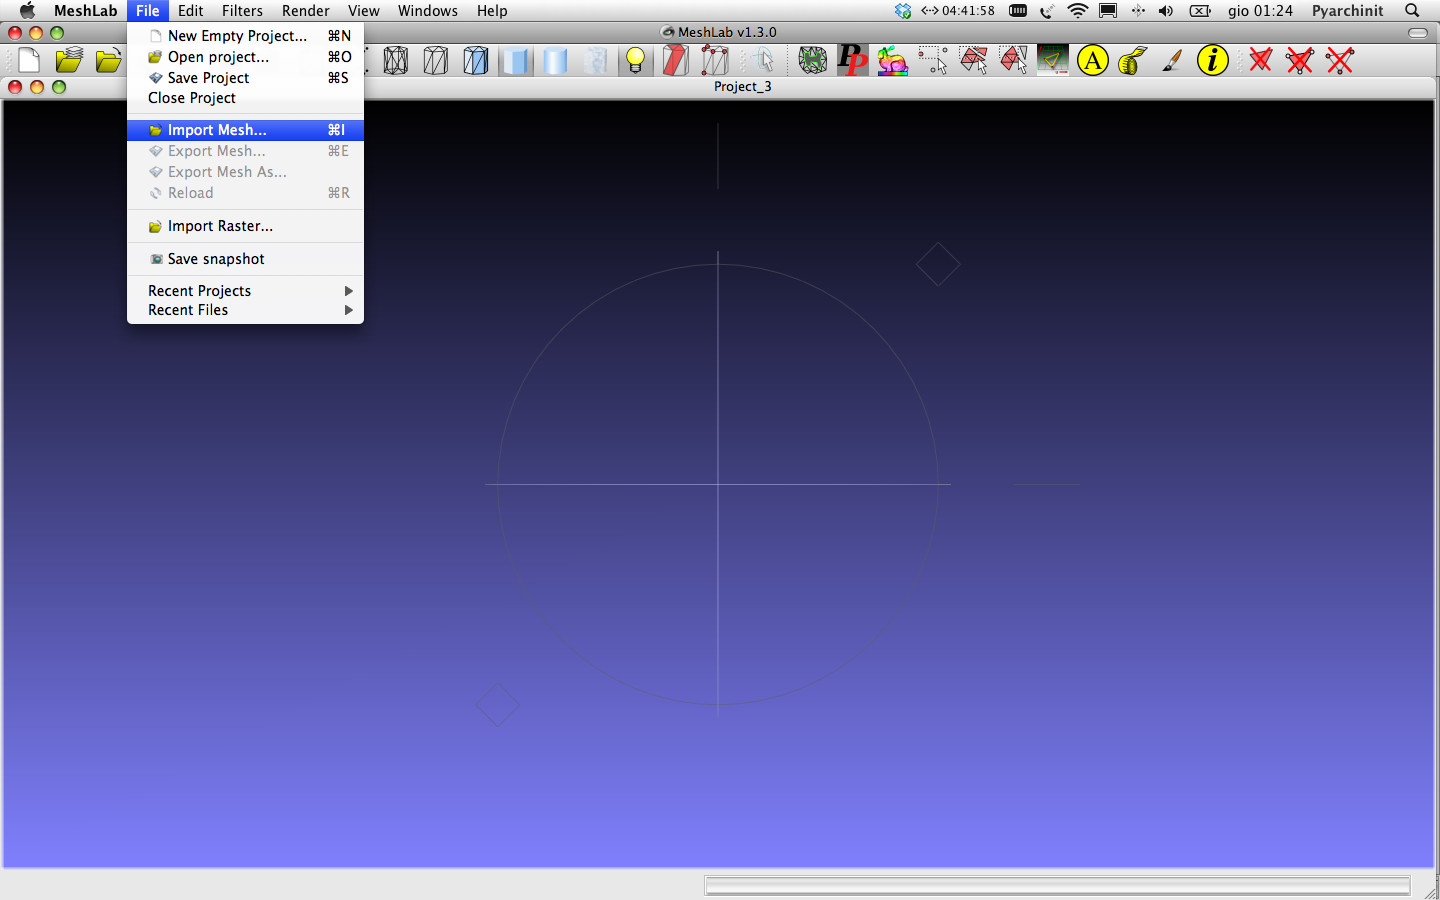 MeshLab File Edit Filters Render View Windows Help 04:41:58 gio 01:24 Pyarchinit
MeshLab v1.3.0
New Empty Project... ⌘N
Open project... ⌘O
Save Project ⌘S
Close Project
Import Mesh... ⌘I
Export Mesh... ⌘E
Export Mesh As...
Reload ⌘R
Import Raster...
Save snapshot
Recent Projects
Recent Files
PP A i
Project_3